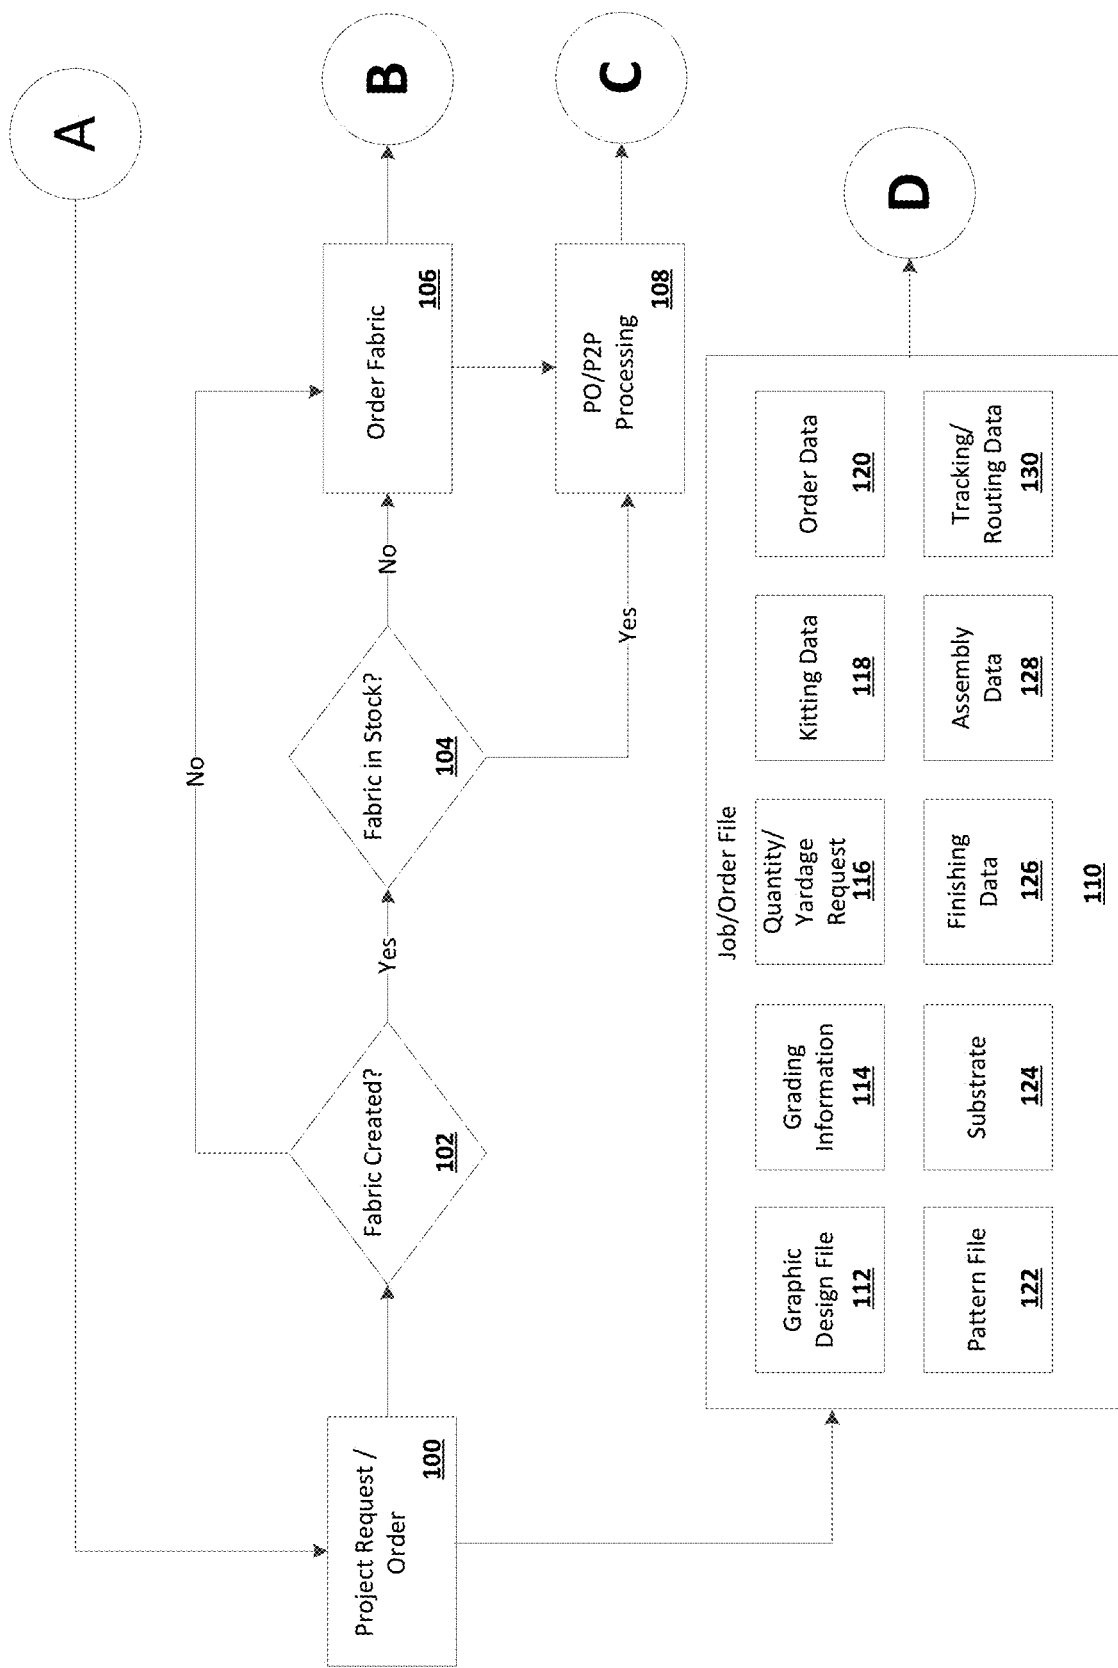 A
B
C
D
Project Request /
Order
100
Fabric Created?
102
Yes
No
Fabric in Stock?
104
No
Yes
Order Fabric
106
PO/P2P
Processing
108
Job/Order File
Graphic
Design File
112
Grading
Information
114
Quantity/
Yardage
Request
116
Kitting Data
118
Order Data
120
Pattern File
122
Substrate
124
Finishing
Data
126
Assembly
Data
128
Tracking/
Routing Data
130
110